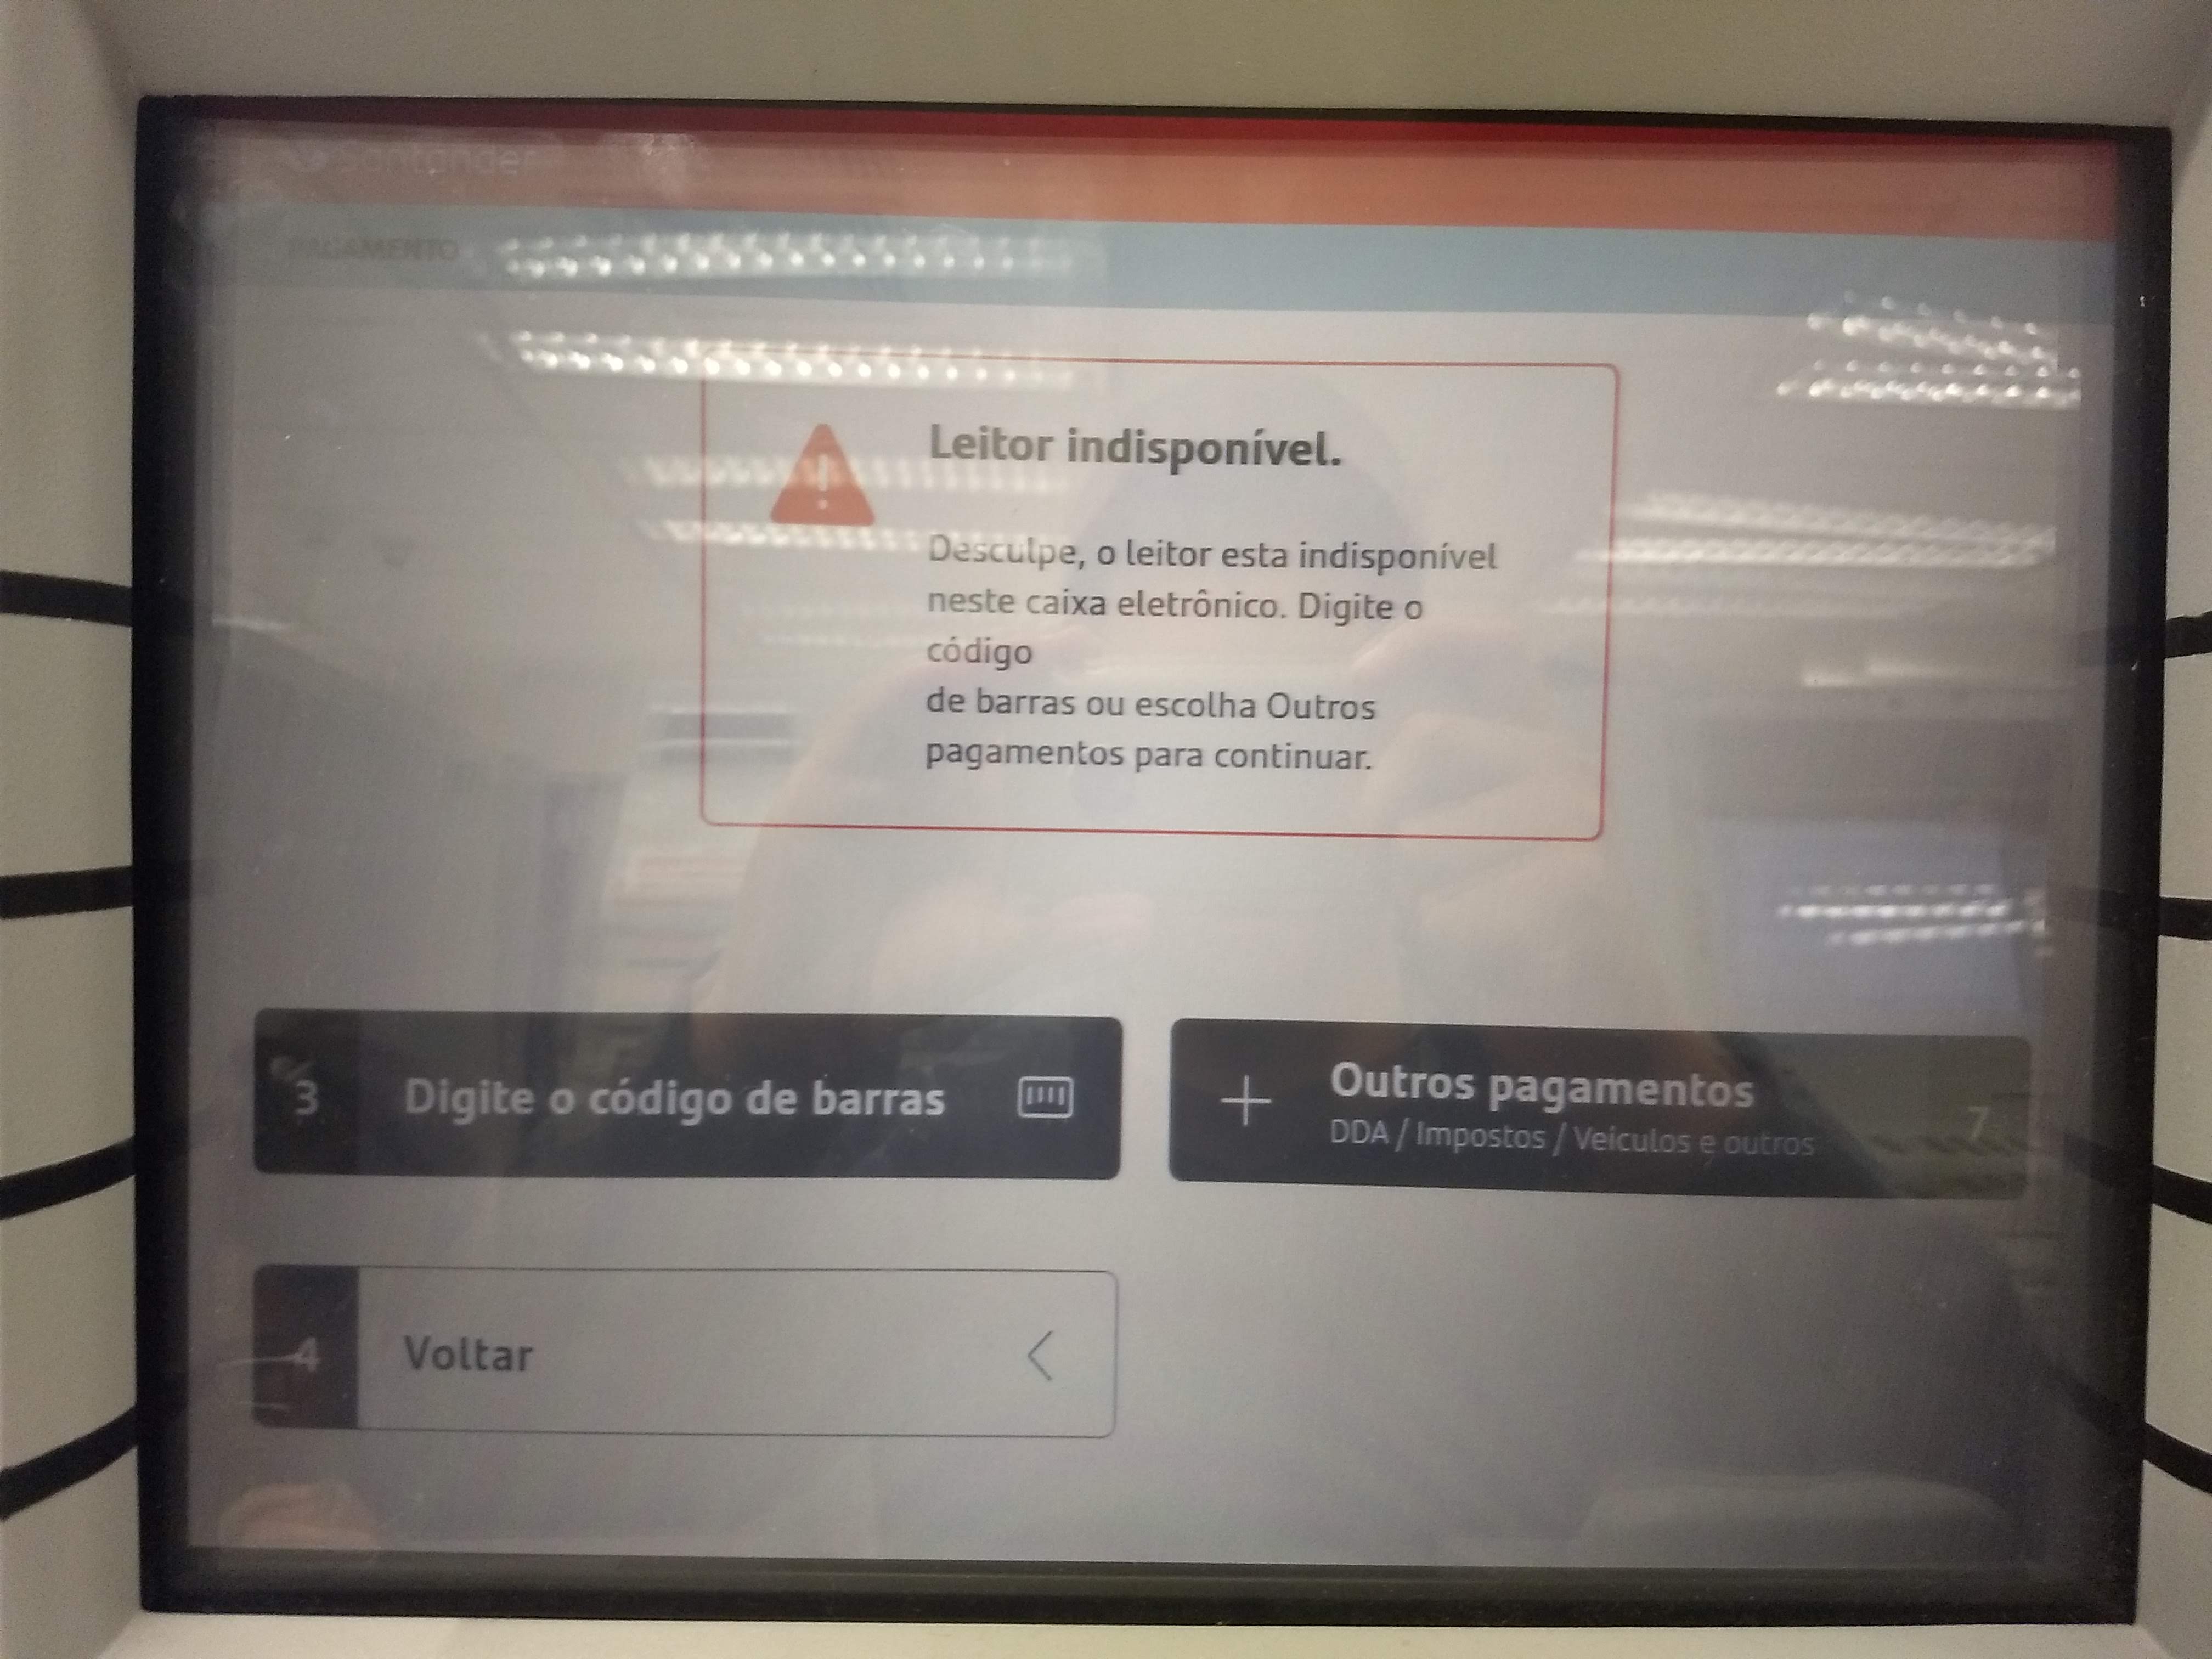 Santander
PAGAMENTO
Leitor indisponível.
Desculpe, o leitor esta indisponível
neste caixa eletrônico. Digite o
código
de barras ou escolha Outros
pagamentos para continuar.
3 Digite o código de barras
Outros pagamentos
DDA / Impostos / Veículos e outros
7
4 Voltar